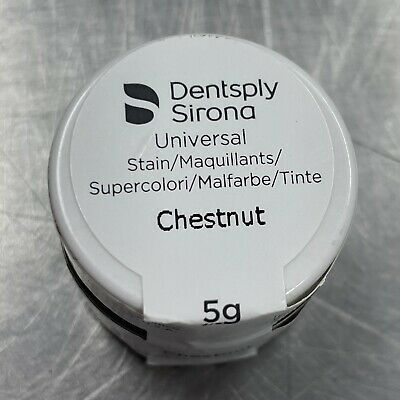 Dentsply
Sirona
Universal
Stain/Maquillants/
Supercolori/Malfarbe/Tinte
Chestnut
5g